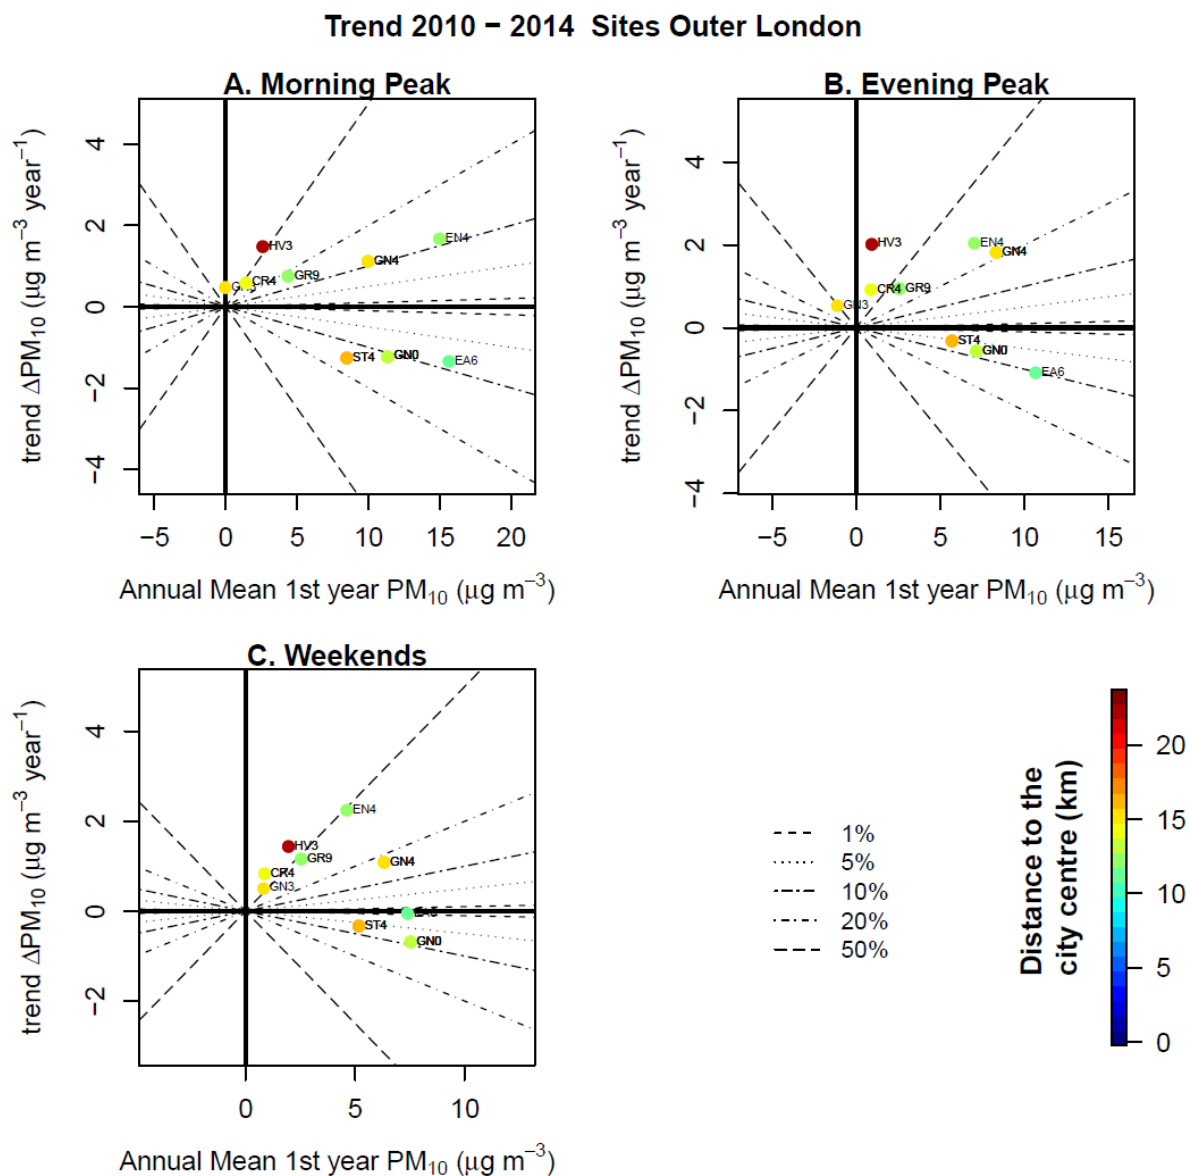 Trend 2010 − 2014 Sites Outer London
A. Morning Peak
trend ΔPM₁₀ (μg m⁻³ year⁻¹)
4
2
0
−2
−4
HV3
EN4
GN4
GR9
CR4
ST4
EA6
−5 0 5 10 15 20
Annual Mean 1st year PM₁₀ (μg m⁻³)
B. Evening Peak
trend ΔPM₁₀ (μg m⁻³ year⁻¹)
4
2
0
−2
−4
HV3
EN4
GN4
CR4
GR9
GN3
ST4
GN0
EA6
−5 0 5 10 15
Annual Mean 1st year PM₁₀ (μg m⁻³)
C. Weekends
trend ΔPM₁₀ (μg m⁻³ year⁻¹)
4
2
0
−2
EN4
HV3
GR9
GN4
CR4
GN3
ST4
GN0
0 5 10
Annual Mean 1st year PM₁₀ (μg m⁻³)
1%
5%
10%
20%
50%
Distance to the
city centre (km)
20
15
10
5
0